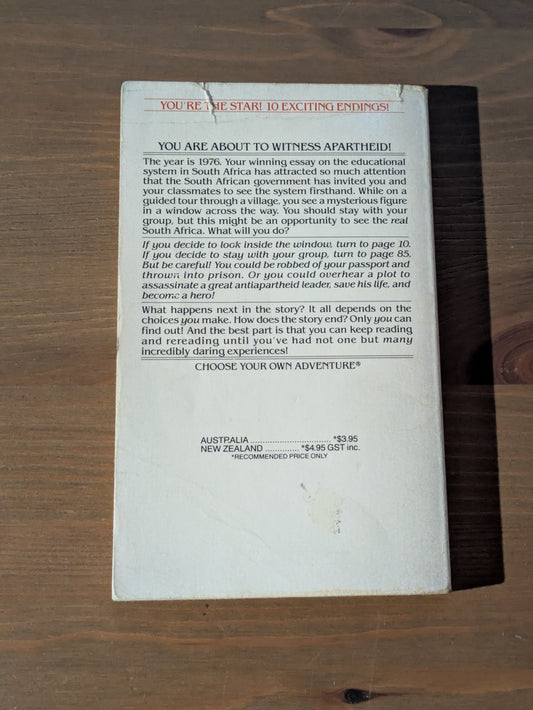 YOU'RE THE STAR! 10 EXCITING ENDINGS!
YOU ARE ABOUT TO WITNESS APARTHEID!
The year is 1976. Your winning essay on the educational
system in South Africa has attracted so much attention
that the South African government has invited you and
your classmates to see the system firsthand. While on a
guided tour through a village, you see a mysterious figure
in a window across the way. You should stay with your
group, but this might be an opportunity to see the real
South Africa. What will you do?
If you decide to look inside the window, turn to page 10.
If you decide to stay with your group, turn to page 85.
But be careful! You could be robbed of your passport and
thrown into prison. Or you could overhear a plot to
assassinate a great antiapartheid leader, save his life, and
become a hero!
What happens next in the story? It all depends on the
choices you make. How does the story end? Only you can
find out! And the best part is that you can keep reading
and rereading until you've had not one but many
incredibly daring experiences!
CHOOSE YOUR OWN ADVENTURE®
AUSTRALIA ................................ *$3.95
NEW ZEALAND ............. *$4.95 GST inc.
*RECOMMENDED PRICE ONLY